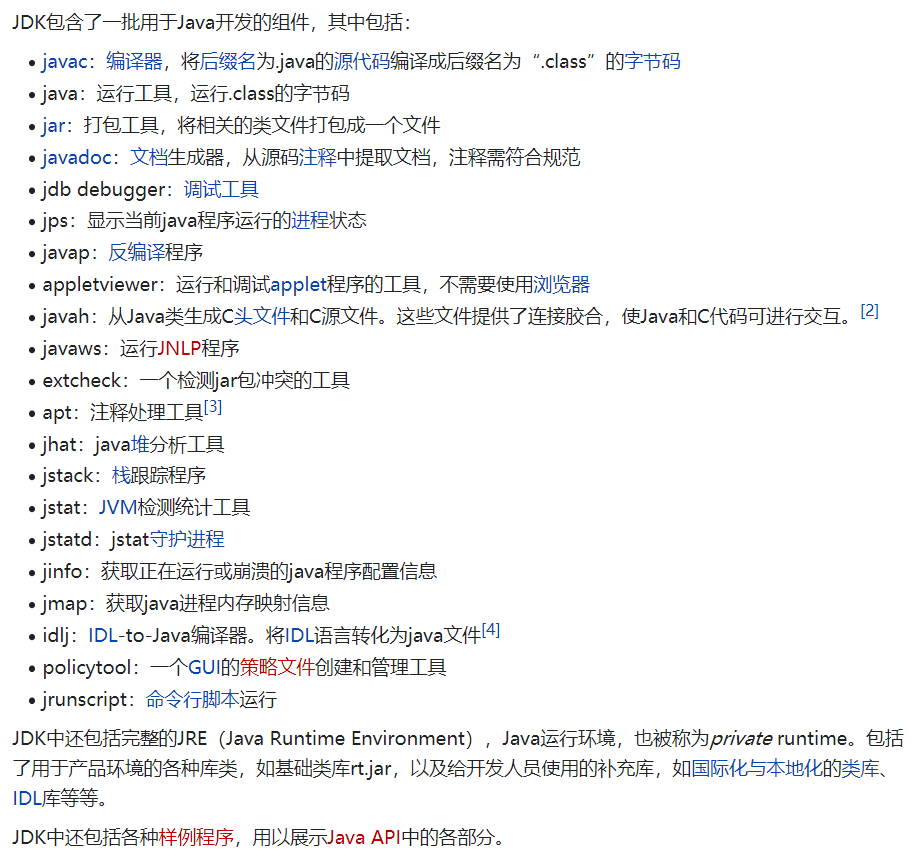 JDK包含了一批用于Java开发的组件，其中包括：
• javac：编译器，将后缀名为.java的源代码编译成后缀名为“.class”的字节码
• java：运行工具，运行.class的字节码
• jar：打包工具，将相关的类文件打包成一个文件
• javadoc：文档生成器，从源码注释中提取文档，注释需符合规范
• jdb debugger：调试工具
• jps：显示当前java程序运行的进程状态
• javap：反编译程序
• appletviewer：运行和调试applet程序的工具，不需要使用浏览器
• javah：从Java类生成C头文件和C源文件。这些文件提供了连接胶合，使Java和C代码可进行交互。[2]
• javaws：运行JNLP程序
• extcheck：一个检测jar包冲突的工具
• apt：注释处理工具[3]
• jhat：java堆分析工具
• jstack：栈跟踪程序
• jstat：JVM检测统计工具
• jstatd：jstat守护进程
• jinfo：获取正在运行或崩溃的java程序配置信息
• jmap：获取java进程内存映射信息
• idlj：IDL-to-Java编译器。将IDL语言转化为java文件[4]
• policytool：一个GUI的策略文件创建和管理工具
• jrunscript：命令行脚本运行
JDK中还包括完整的JRE（Java Runtime Environment），Java运行环境，也被称为private runtime。包括
了用于产品环境的各种库类，如基础类库rt.jar，以及给开发人员使用的补充库，如国际化与本地化的类库、
IDL库等等。
JDK中还包括各种样例程序，用以展示Java API中的各部分。